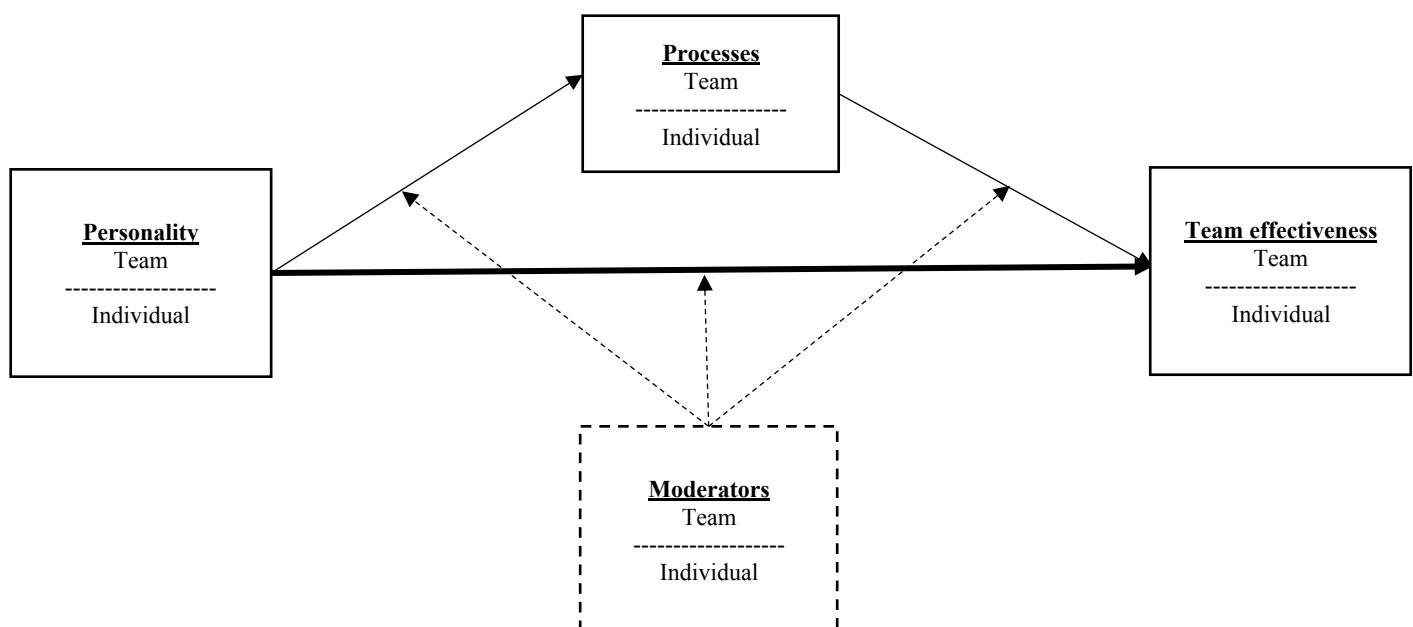 Processes
Team
-------------------
Individual
Personality
Team
-------------------
Individual
Team effectiveness
Team
-------------------
Individual
Moderators
Team
-------------------
Individual